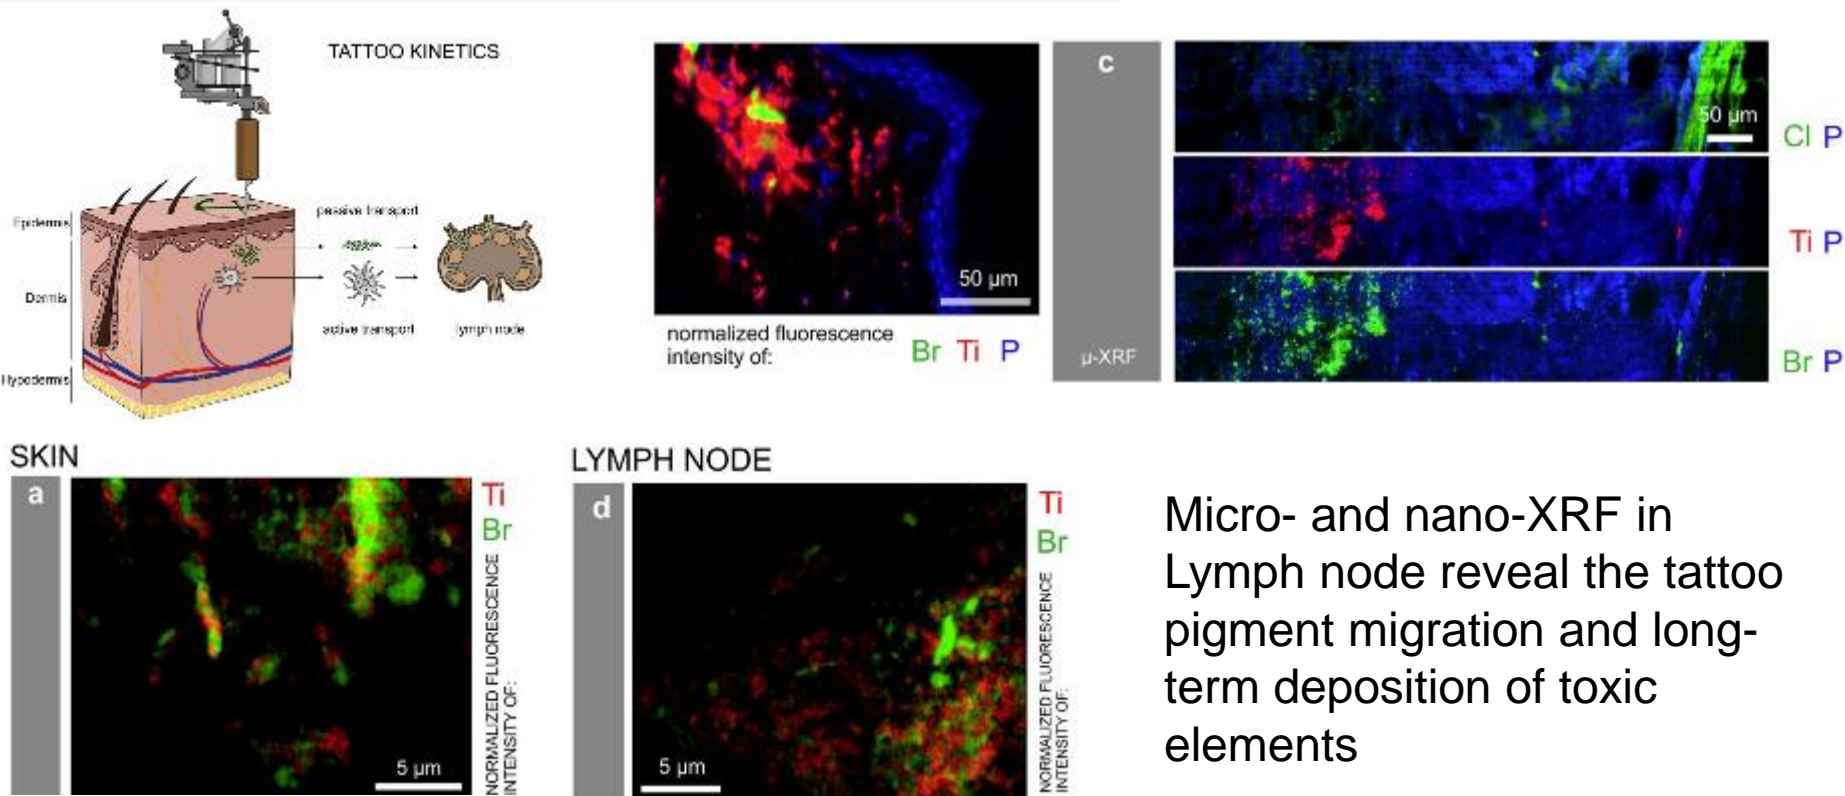 TATTOO KINETICS
Epidermis
Dermis
Hypodermis
passive transport
active transport
lymph node
50 µm
normalized fluorescence
intensity of:
Br Ti P
c
µ-XRF
50 µm
Cl P
Ti P
Br P
SKIN
a
Ti
Br
NORMALIZED FLUORESCENCE
INTENSITY OF:
5 µm
LYMPH NODE
d
Ti
Br
NORMALIZED FLUORESCENCE
INTENSITY OF:
5 µm
Micro- and nano-XRF in
Lymph node reveal the tattoo
pigment migration and long-
term deposition of toxic
elements